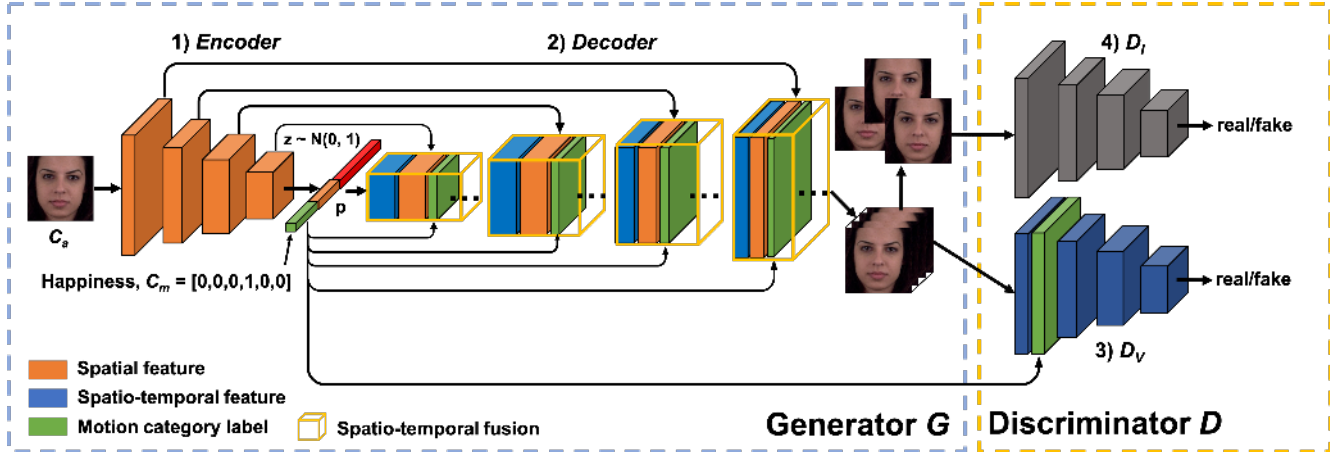 1) Encoder
2) Decoder
4) D_I
z ~ N(0, 1)
real/fake
p
C_a
Happiness, C_m = [0,0,0,1,0,0]
real/fake
3) D_V
Spatial feature
Spatio-temporal feature
Motion category label
Spatio-temporal fusion
Generator G
Discriminator D